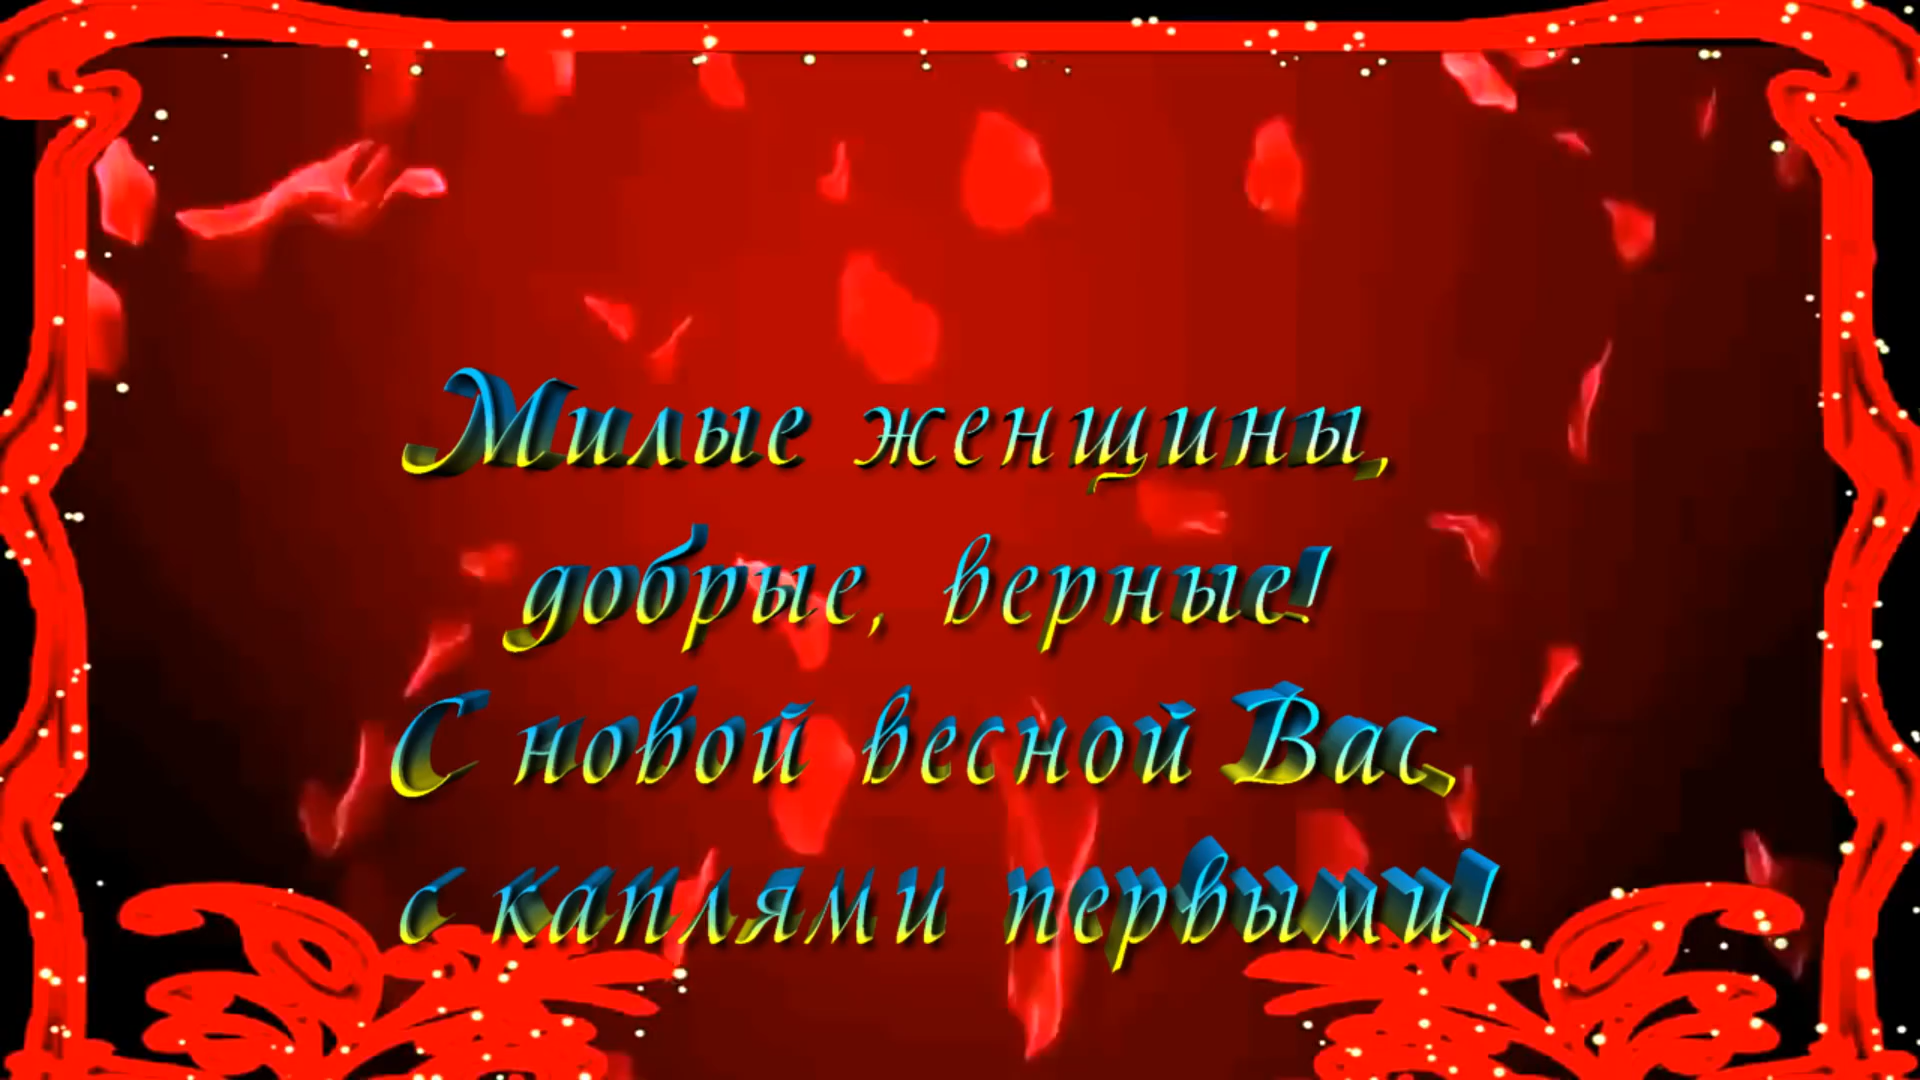 Милые женщины,
добрые, верные!
С новой весной Вас,
с каплями первыми!